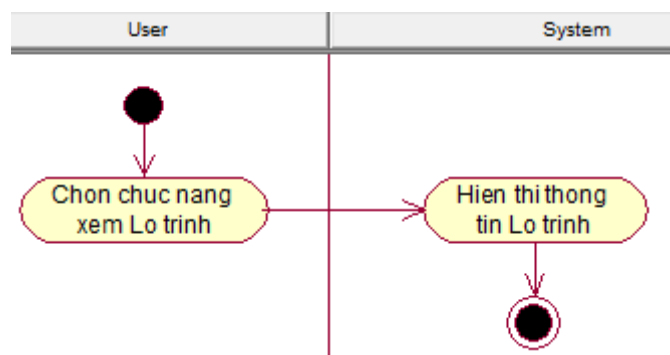 User
System
Chon chuc nang
xem Lo trinh
Hien thi thong
tin Lo trinh